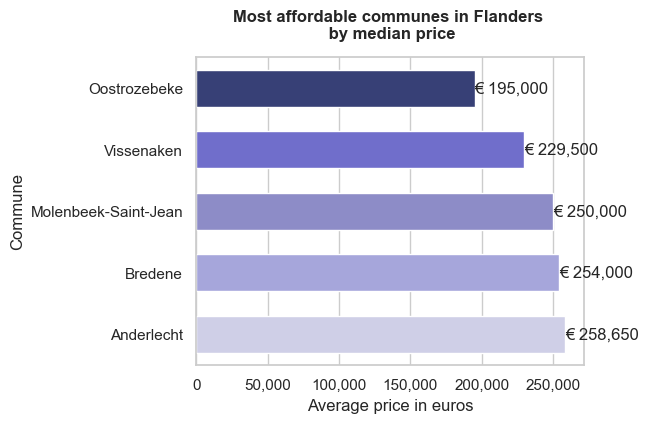 Most affordable communes in Flanders
by median price
Commune
Oostrozebeke
€ 195,000
Vissenaken
€ 229,500
Molenbeek-Saint-Jean
€ 250,000
Bredene
€ 254,000
Anderlecht
€ 258,650
0 50,000 100,000 150,000 200,000 250,000
Average price in euros